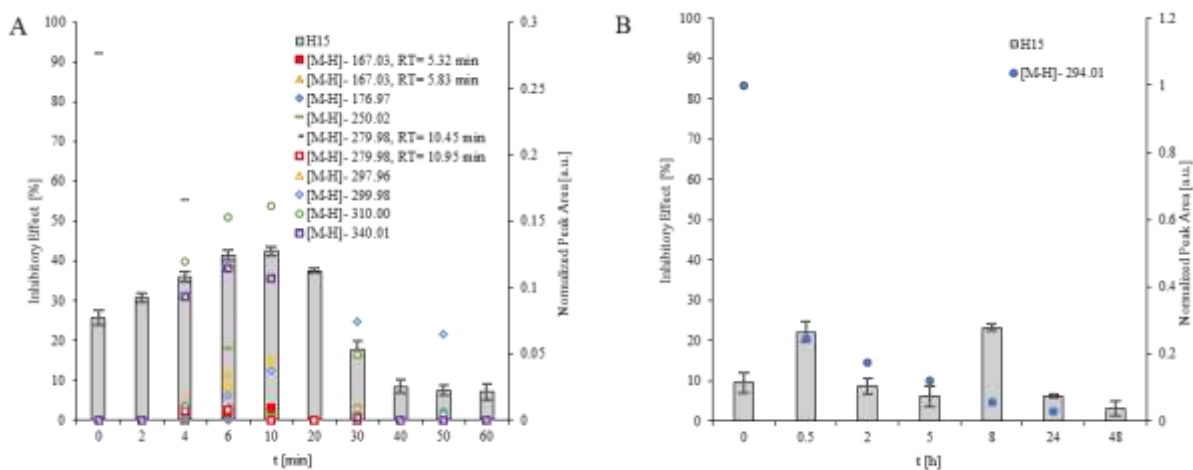 A
100
90
80
70
60
50
40
30
20
10
0
Inhibitory Effect [%]
0.3
0.25
0.2
0.15
0.1
0.05
0
Normalized Peak Area [a.u.]
H15
[M-H]- 167.03, RT= 5.32 min
[M-H]- 167.03, RT= 5.83 min
[M-H]- 176.97
[M-H]- 250.02
[M-H]- 279.98, RT= 10.45 min
[M-H]- 279.98, RT= 10.95 min
[M-H]- 297.96
[M-H]- 299.98
[M-H]- 310.00
[M-H]- 340.01
0 2 4 6 10 20 30 40 50 60
t [min]
B
100
90
80
70
60
50
40
30
20
10
0
Inhibitory Effect [%]
1.2
1
0.8
0.6
0.4
0.2
0
Normalized Peak Area [a.u.]
H15
[M-H]- 294.01
0 0.5 2 5 8 24 48
t [h]